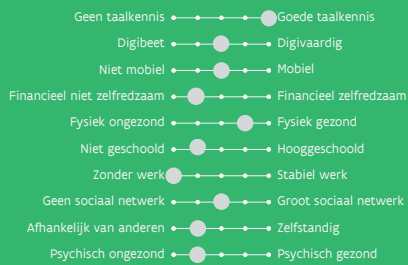 Geen taalkennis Goede taalkennis
Digibeet Digivaardig
Niet mobiel Mobiel
Financieel niet zelfredzaam Financieel zelfredzaam
Fysiek ongezond Fysiek gezond
Niet geschoold Hooggeschoold
Zonder werk Stabiel werk
Geen sociaal netwerk Groot sociaal netwerk
Afhankelijk van anderen Zelfstandig
Psychisch ongezond Psychisch gezond